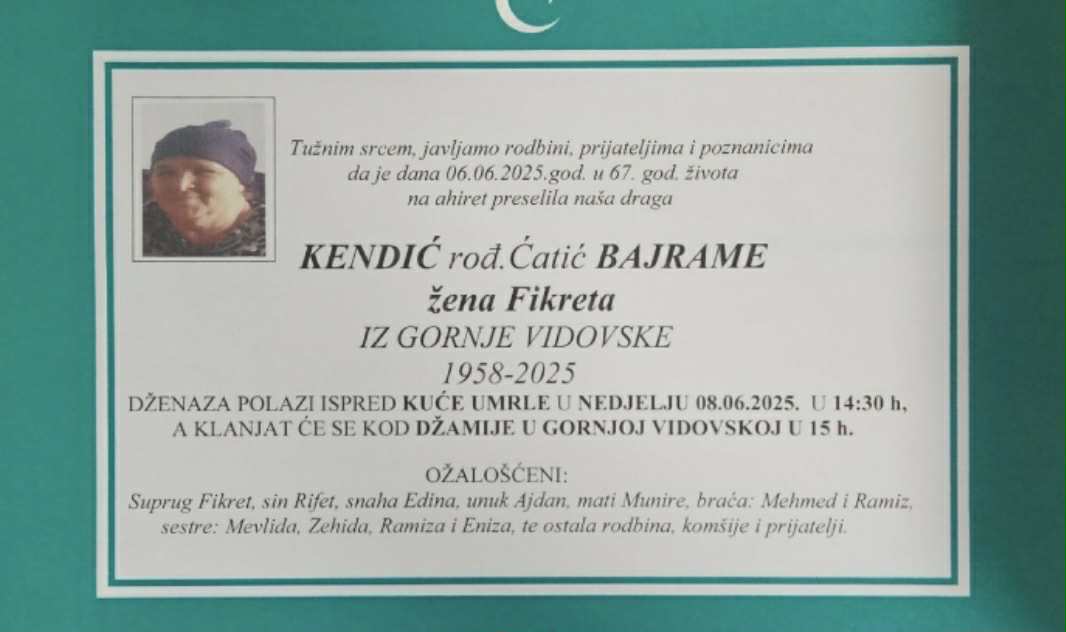 Tužnim srcem, javljamo rodbini, prijateljima i poznanicima
da je dana 06.06.2025.god. u 67. god. života
na ahiret preselila naša draga
KENDIĆ rođ.Ćatić BAJRAME
žena Fikreta
IZ GORNJE VIDOVSKE
1958-2025
DŽENAZA POLAZI ISPRED KUĆE UMRLE U NEDJELJU 08.06.2025. U 14:30 h,
A KLANJAT ĆE SE KOD DŽAMIJE U GORNJOJ VIDOVSKOJ U 15 h.
OŽALOŠĆENI:
Suprug Fikret, sin Rifet, snaha Edina, unuk Ajdan, mati Munire, braća: Mehmed i Ramiz,
sestre: Mevlida, Zehida, Ramiza i Eniza, te ostala rodbina, komšije i prijatelji.